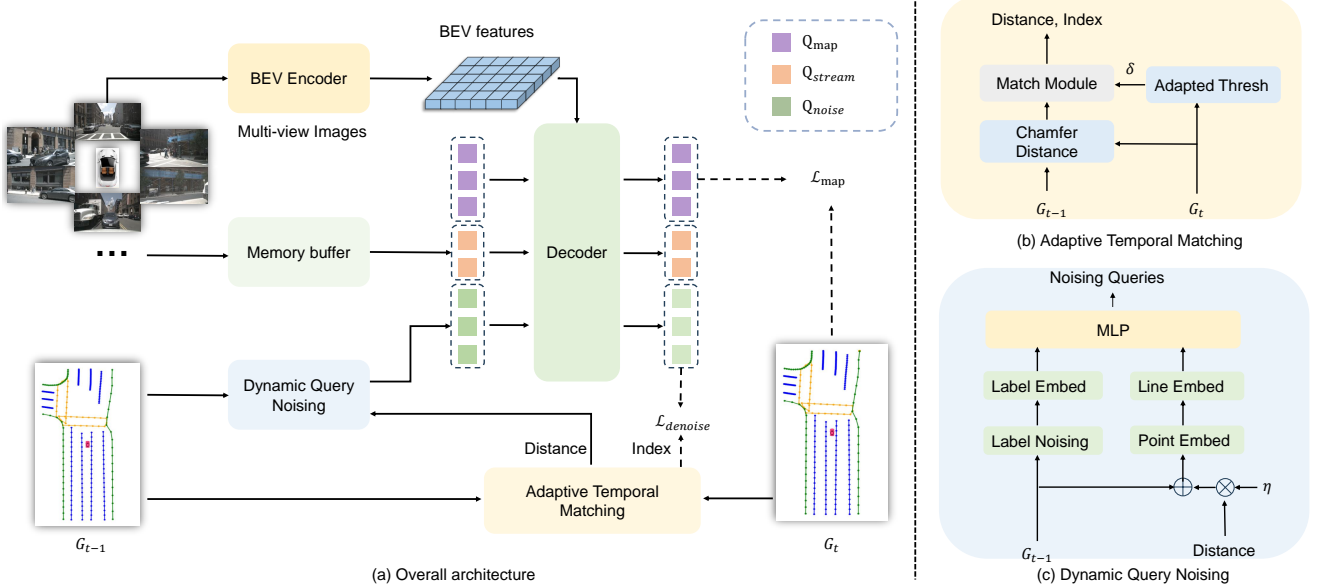 BEV Encoder
Multi-view Images
BEV features
Q_map
Q_stream
Q_noise
...
Memory buffer
Decoder
ℒ_map
Dynamic Query
Noising
Distance
Index
ℒ_denoise
Adaptive Temporal
Matching
G_{t-1}
G_t
(a) Overall architecture
Distance, Index
Match Module
δ
Adapted Thresh
Chamfer
Distance
G_{t-1}
G_t
(b) Adaptive Temporal Matching
Noising Queries
MLP
Label Embed
Line Embed
Label Noising
Point Embed
η
G_{t-1}
Distance
(c) Dynamic Query Noising